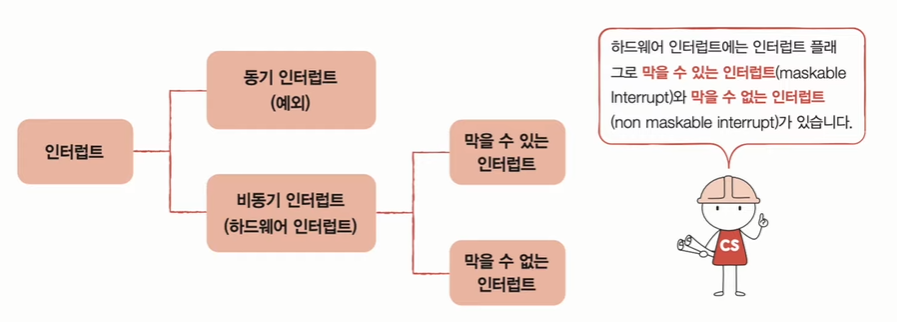 인터럽트
동기 인터럽트
(예외)
비동기 인터럽트
(하드웨어 인터럽트)
막을 수 있는
인터럽트
막을 수 없는
인터럽트
하드웨어 인터럽트에는 인터럽트 플래
그로 막을 수 있는 인터럽트(maskable
Interrupt)와 막을 수 없는 인터럽트
(non maskable interrupt)가 있습니다.
CS